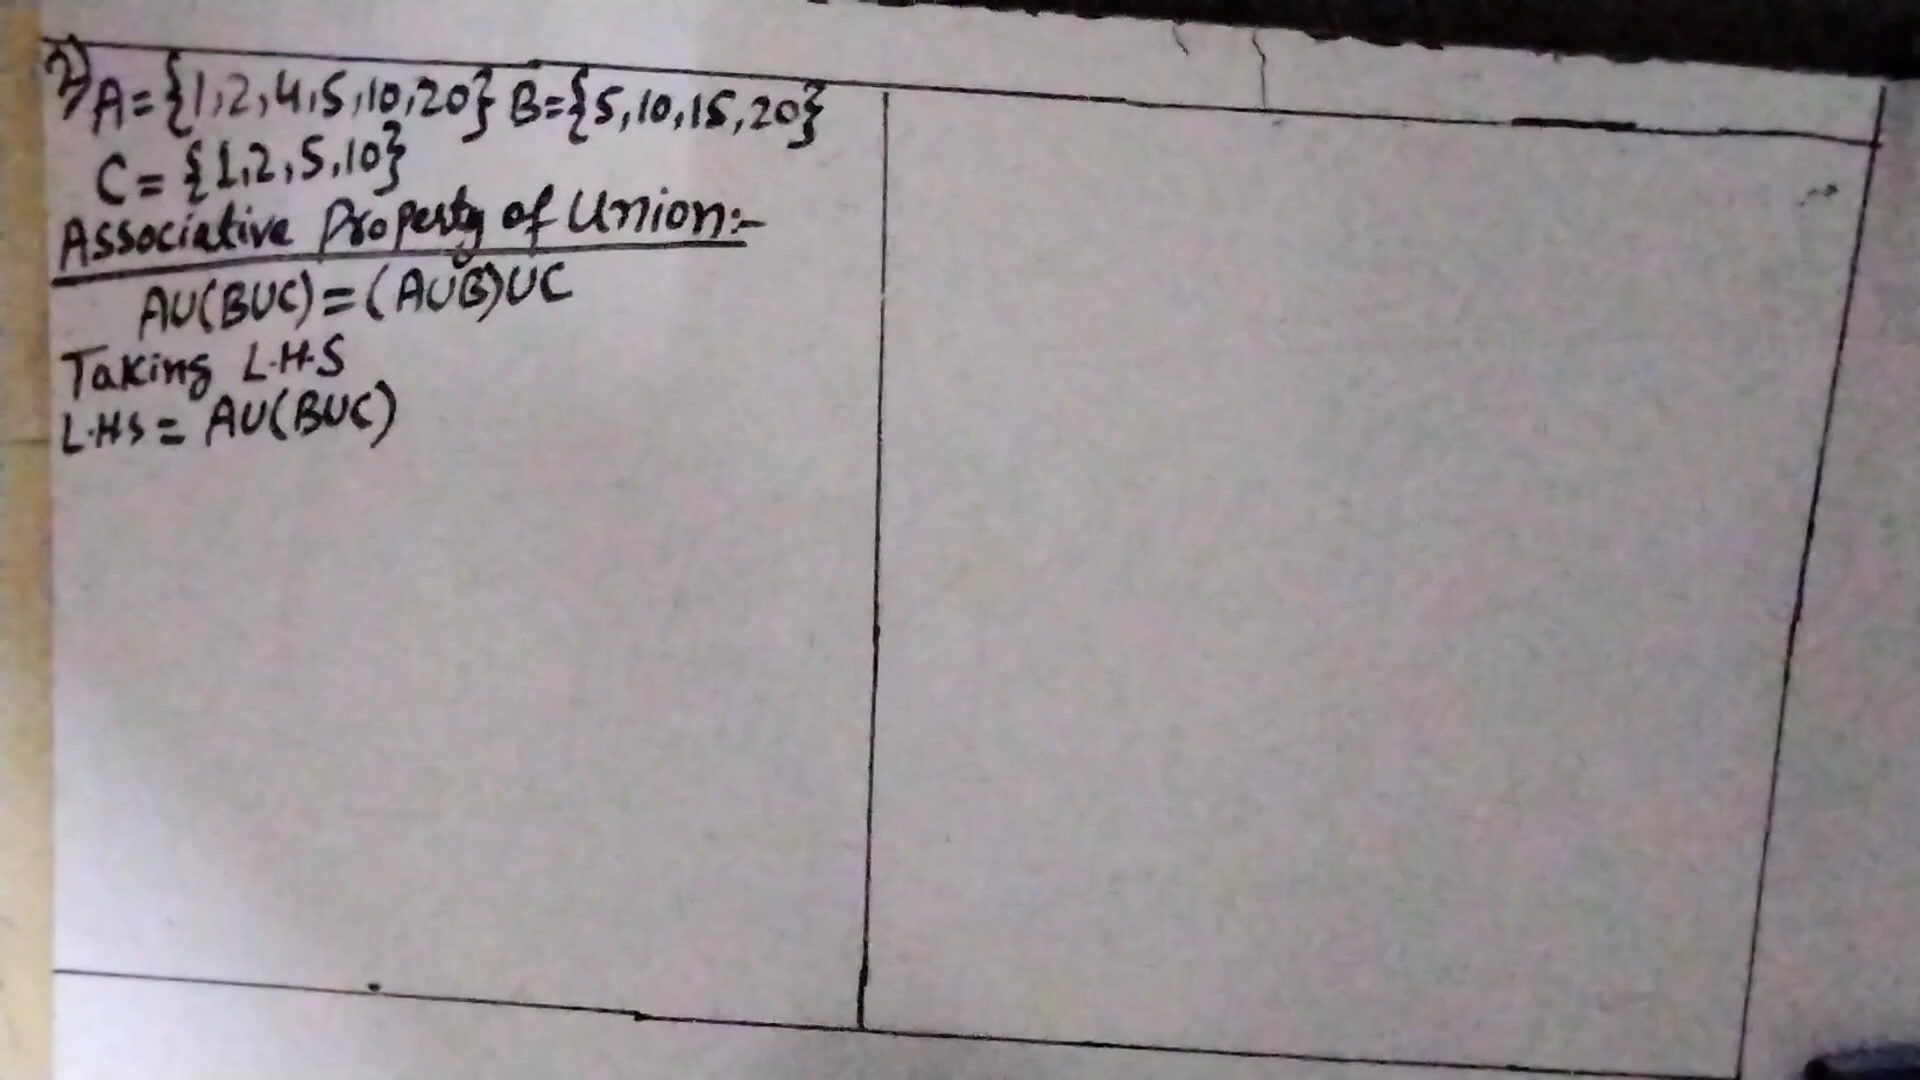 2) A={1,2,4,5,10,20} B={5,10,15,20}
C={1,2,5,10}
Associative Property of Union:-
AU(BUC)=(AUB)UC
Taking L.H.S
L.H.S = AU(BUC)